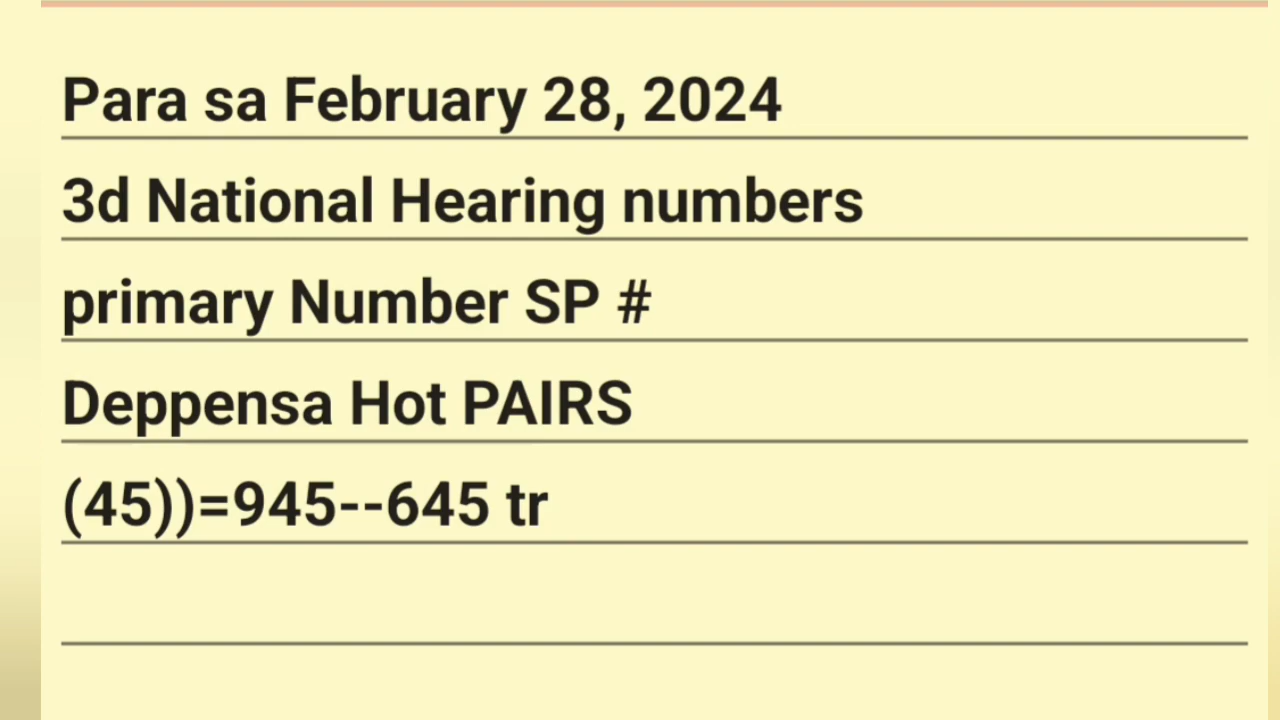 Para sa February 28, 2024
3d National Hearing numbers
primary Number SP #
Deppensa Hot PAIRS
(45))=945--645 tr